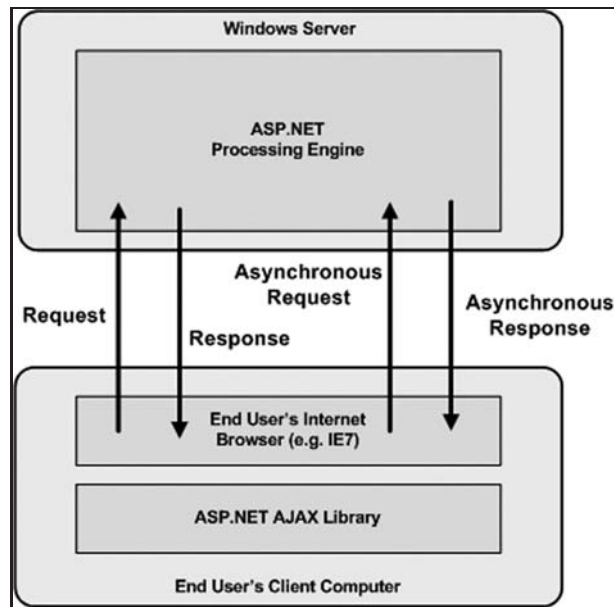 Windows Server
ASP.NET
Processing Engine
Request
Response
Asynchronous
Request
Asynchronous
Response
End User's Internet
Browser (e.g. IE7)
ASP.NET AJAX Library
End User's Client Computer